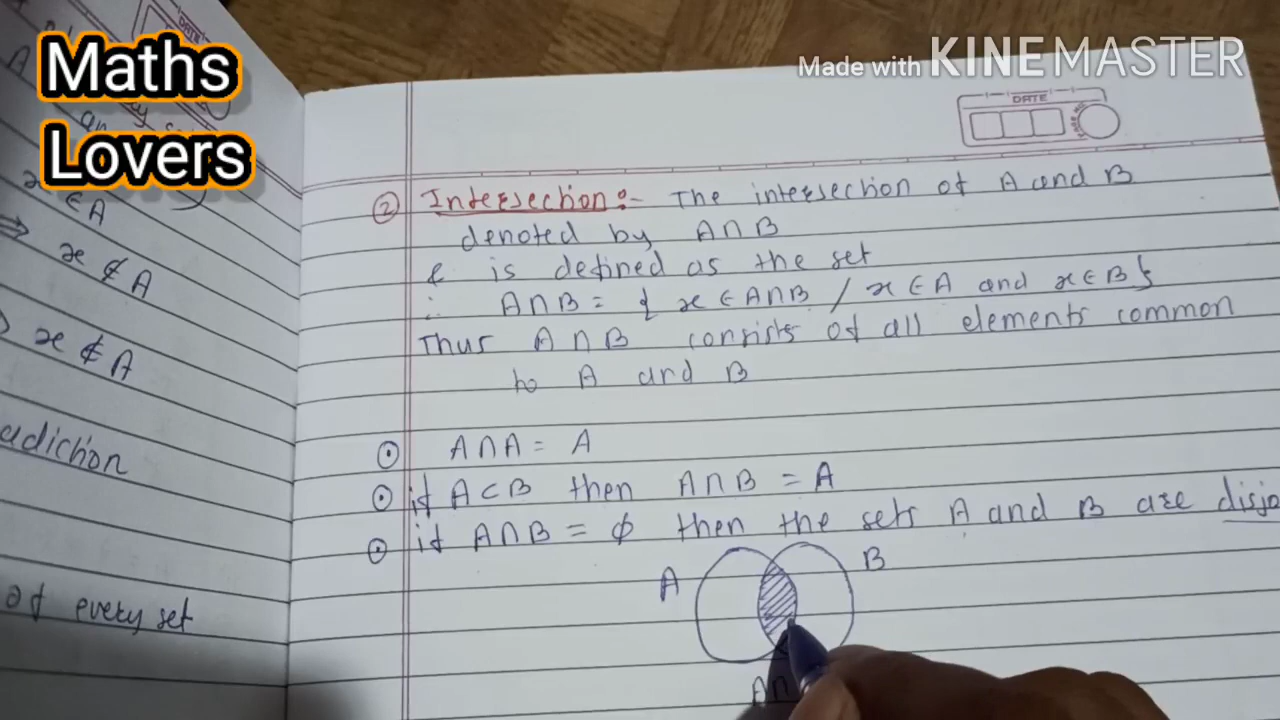 Maths
Lovers
Made with KINEMASTER
DATE
x ∈ A
⇒ x ∉ A
x ∉ A
adiction
of every set
② Intersection :- The intersection of A and B
denoted by A∩B
& is defined as the set
∴ A∩B = { x ∈ A∩B / x ∈ A and x ∈ B }
Thus A ∩ B consists of all elements common
to A and B
⊙ A∩A = A
⊙ if A⊂B then A∩B = A
⊙ if A∩B = ϕ then the sets A and B are disjo
A B
A∩